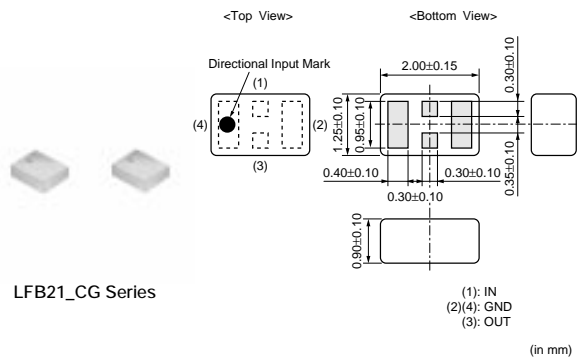 <Top View>
<Bottom View>
Directional Input Mark
(1)
(4)
(2)
(3)
2.00±0.15
0.30±0.10
1.25±0.10
0.95±0.10
0.35±0.10
0.40±0.10
0.30±0.10
0.30±0.10
0.90±0.10
LFB21_CG Series
(1): IN
(2)(4): GND
(3): OUT
(in mm)